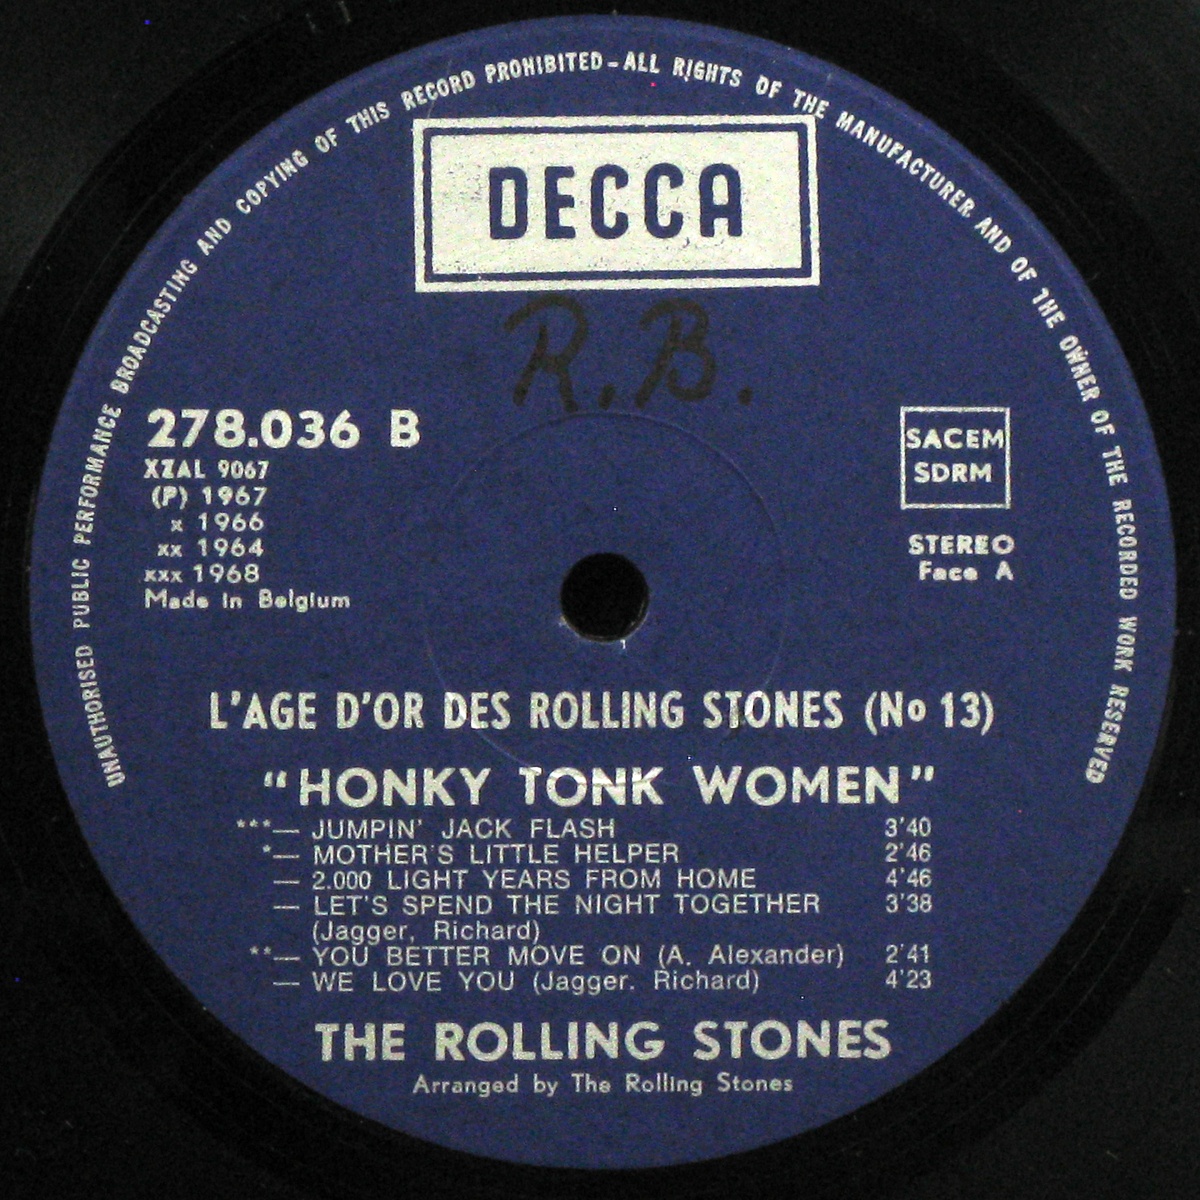 UNAUTHORISED PUBLIC PERFORMANCE BROADCASTING AND COPYING OF THIS RECORD PROHIBITED - ALL RIGHTS OF THE MANUFACTURER AND OF THE OWNER OF THE RECORDED WORK RESERVED
DECCA
R.B.
278.036 B
XZAL 9067
(P) 1967
x 1966
xx 1964
xxx 1968
Made in Belgium
SACEM
SDRM
STEREO
Face A
L'AGE D'OR DES ROLLING STONES (No 13)
"HONKY TONK WOMEN"
***— JUMPIN' JACK FLASH 3'40
*— MOTHER'S LITTLE HELPER 2'46
— 2.000 LIGHT YEARS FROM HOME 4'46
— LET'S SPEND THE NIGHT TOGETHER 3'38
(Jagger, Richard)
**— YOU BETTER MOVE ON (A. Alexander) 2'41
— WE LOVE YOU (Jagger. Richard) 4'23
THE ROLLING STONES
Arranged by The Rolling Stones